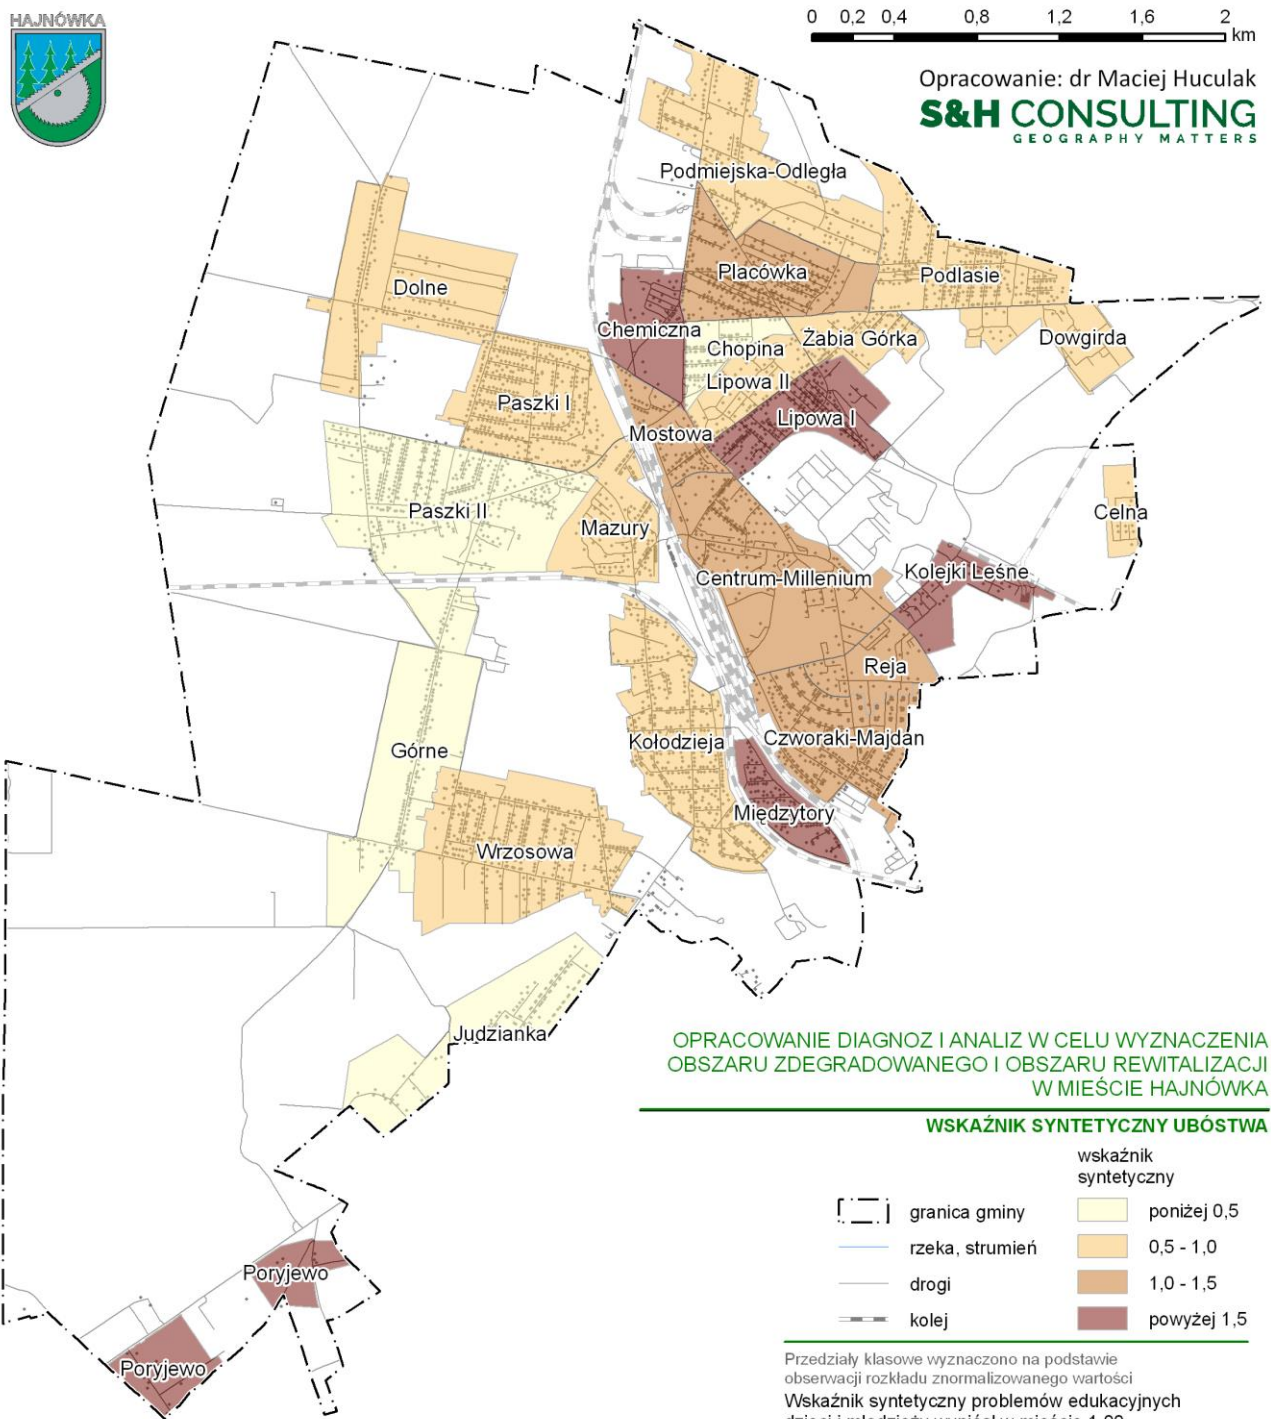 HAJNÓWKA
0 0,2 0,4 0,8 1,2 1,6 2
km
Opracowanie: dr Maciej Huculak
S&H CONSULTING
GEOGRAPHY MATTERS
Podmiejska-Odległa
Placówka
Podlasie
Dolne
Chemiczna
Chopina
Żabia Górka
Dowgirda
Lipowa II
Paszki I
Lipowa I
Mostowa
Paszki II
Mazury
Celna
Centrum-Millenium
Kolejki Leśne
Reja
Górne
Kołodzieja
Czworaki-Majdan
Międzytory
Wrzosowa
Judzianka
Poryjewo
Poryjewo
OPRACOWANIE DIAGNOZ I ANALIZ W CELU WYZNACZENIA
OBSZARU ZDEGRADOWANEGO I OBSZARU REWITALIZACJI
W MIEŚCIE HAJNÓWKA
WSKAŹNIK SYNTETYCZNY UBÓSTWA
wskaźnik
syntetyczny
granica gminy
poniżej 0,5
rzeka, strumień
0,5 - 1,0
drogi
1,0 - 1,5
kolej
powyżej 1,5
Przedziały klasowe wyznaczono na podstawie
obserwacji rozkładu znormalizowanego wartości
Wskaźnik syntetyczny problemów edukacyjnych